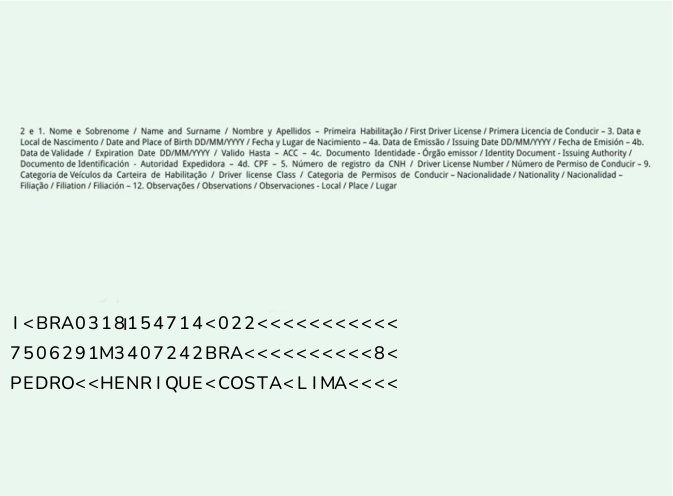 2 e 1. Nome e Sobrenome / Name and Surname / Nombre y Apellidos – Primeira Habilitação / First Driver License / Primera Licencia de Conducir – 3. Data e
Local de Nascimento / Date and Place of Birth DD/MM/YYYY / Fecha y Lugar de Nacimiento – 4a. Data de Emissão / Issuing Date DD/MM/YYYY / Fecha de Emisión – 4b.
Data de Validade / Expiration Date DD/MM/YYYY / Valido Hasta – ACC – 4c. Documento Identidade - Órgão emissor / Identity Document - Issuing Authority /
Documento de Identificación - Autoridad Expedidora – 4d. CPF – 5. Número de registro da CNH / Driver License Number / Número de Permiso de Conducir – 9.
Categoria de Veículos da Carteira de Habilitação / Driver license Class / Categoria de Permisos de Conducir – Nacionalidade / Nationality / Nacionalidad –
Filiação / Filiation / Filiación – 12. Observações / Observations / Observaciones - Local / Place / Lugar
I<BRA0318|154714<022<<<<<<<<<<<
7506291M3407242BRA<<<<<<<<<<8<
PEDRO<<HENRIQUE<COSTA<LIMA<<<<